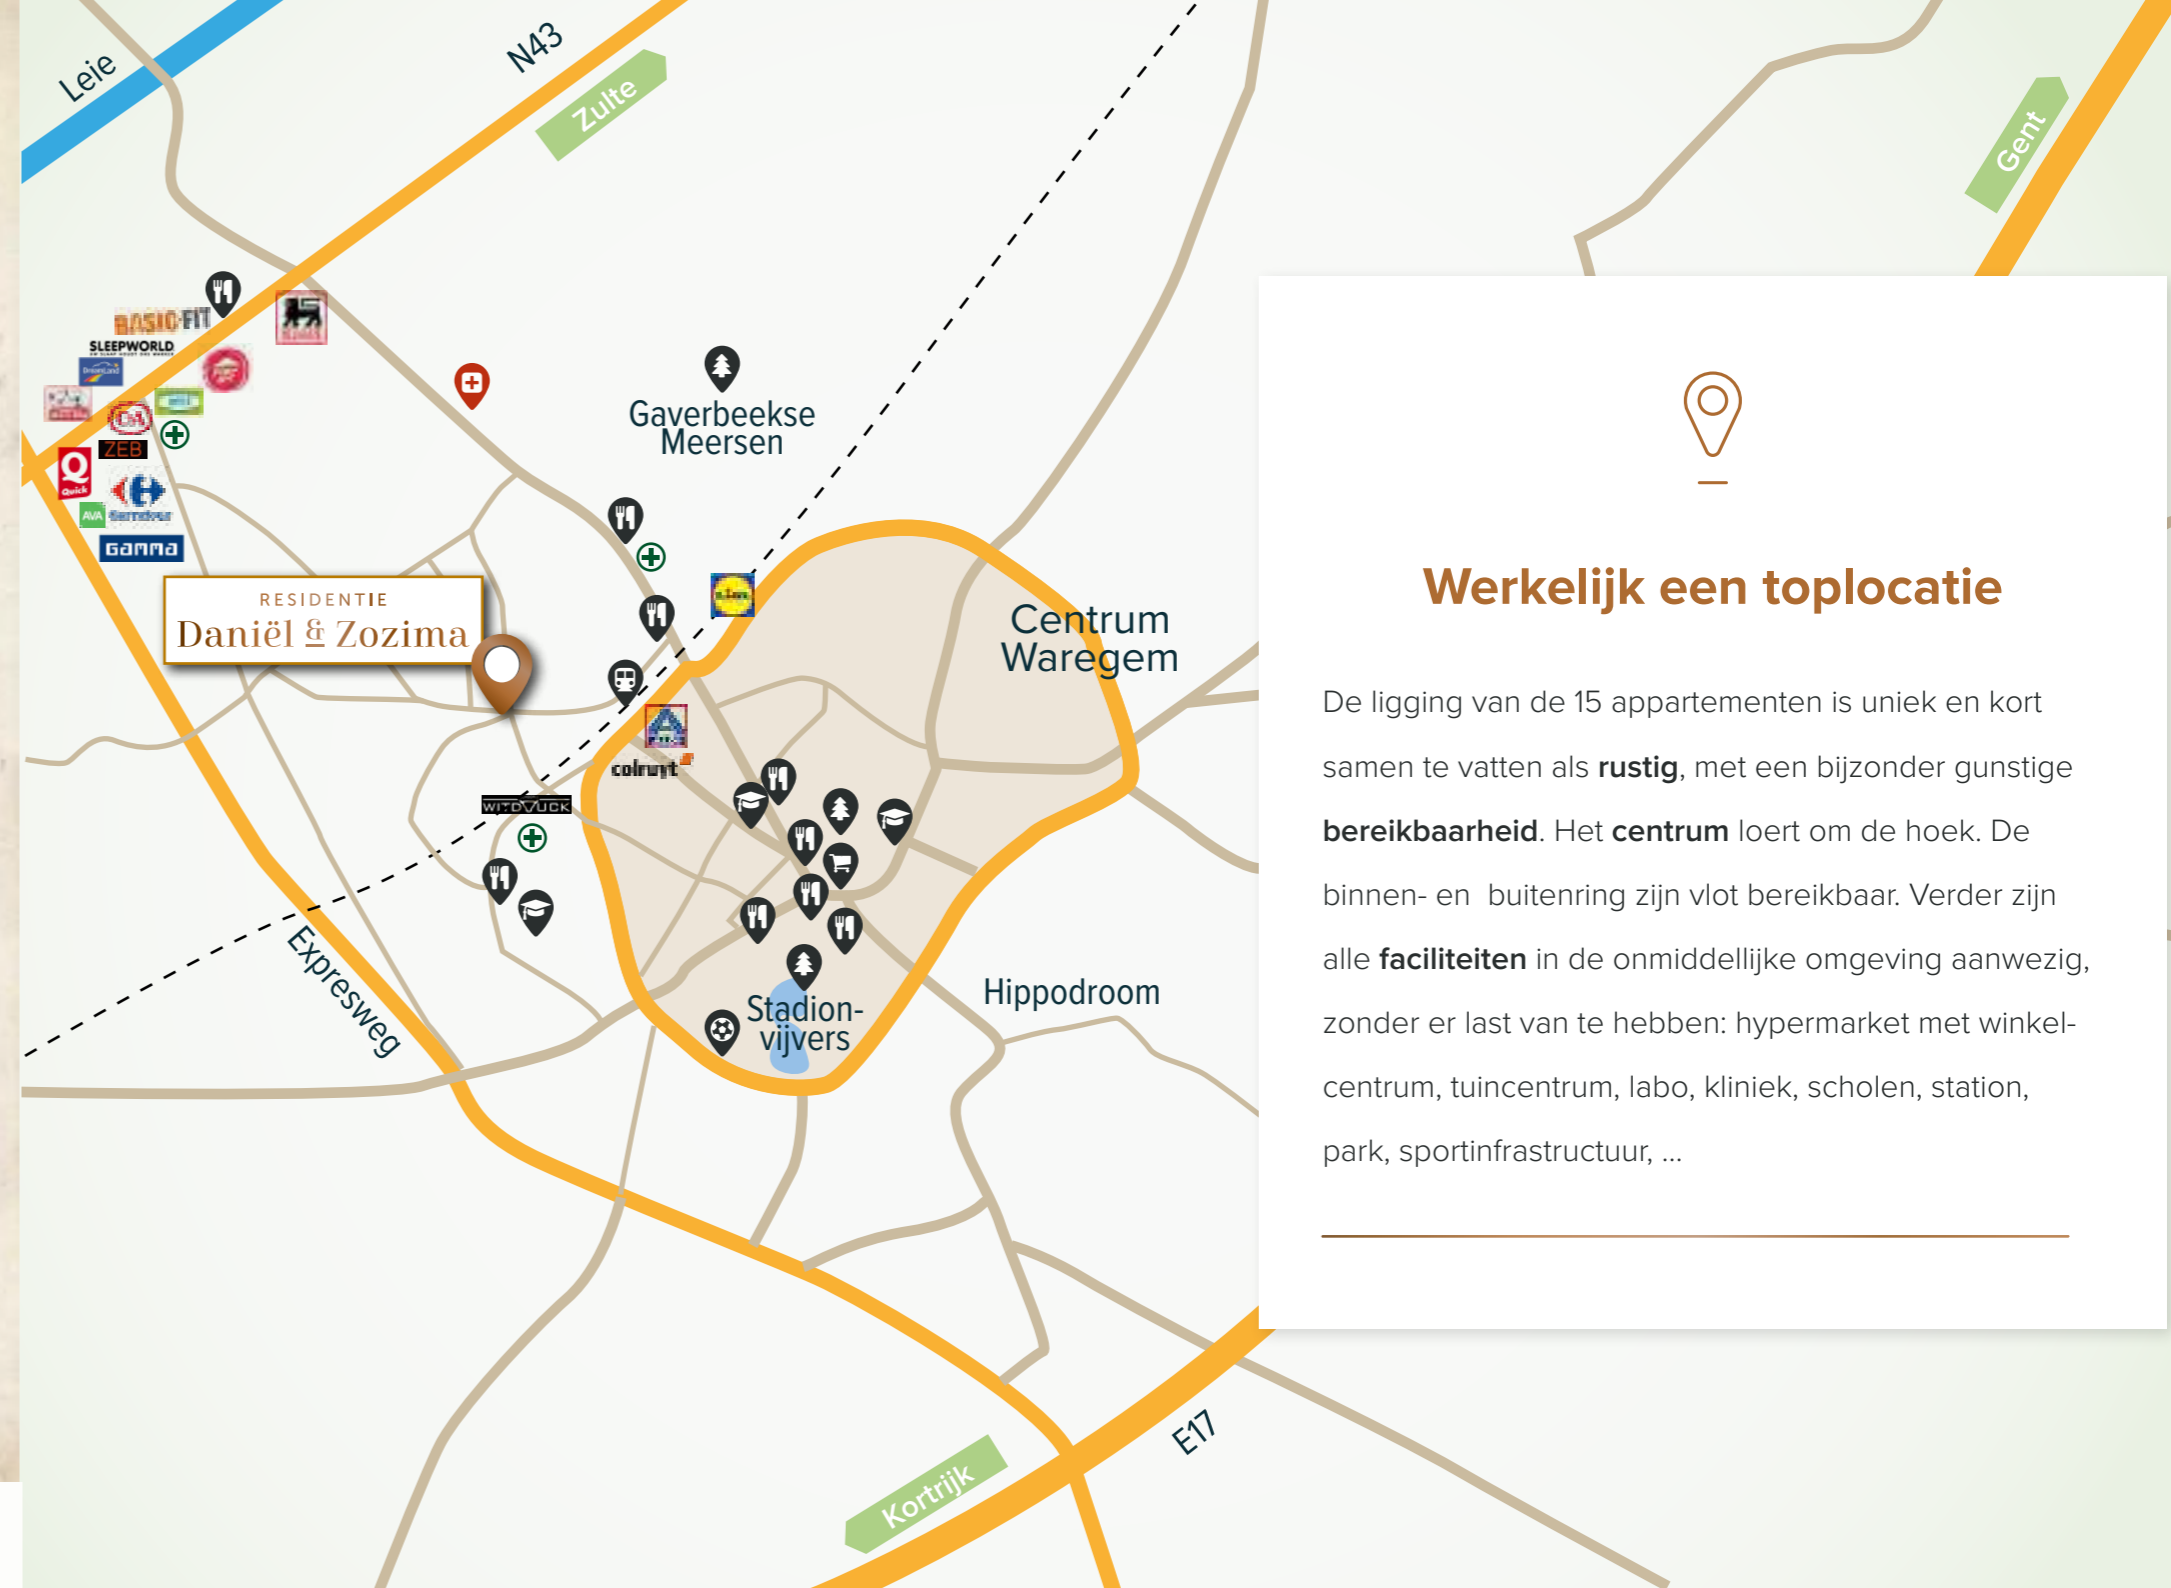 Leie
N43
Zulte
Gent
BASIC-FIT
SLEEPWORLD
DreamLand
C&A
ZEB
Q
Quick
AVA
Carrefour
GAMMA
Gaverbeekse
Meersen
RESIDENTIE
Daniël & Zozima
Centrum
Waregem
colruyt
Expresweg
Stadion-
vijvers
Hippodroom
E17
Kortrijk
Werkelijk een toplocatie
De ligging van de 15 appartementen is uniek en kort
samen te vatten als rustig, met een bijzonder gunstige
bereikbaarheid. Het centrum loert om de hoek. De
binnen- en  buitenring zijn vlot bereikbaar. Verder zijn
alle faciliteiten in de onmiddellijke omgeving aanwezig,
zonder er last van te hebben: hypermarket met winkel-
centrum, tuincentrum, labo, kliniek, scholen, station,
park, sportinfrastructuur, ...